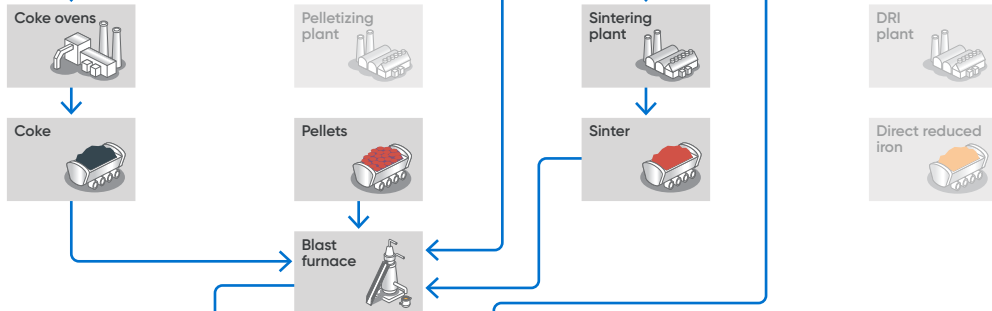 Coke ovens
Pelletizing
plant
Sintering
plant
DRI
plant
Coke
Pellets
Sinter
Direct reduced
iron
Blast
furnace